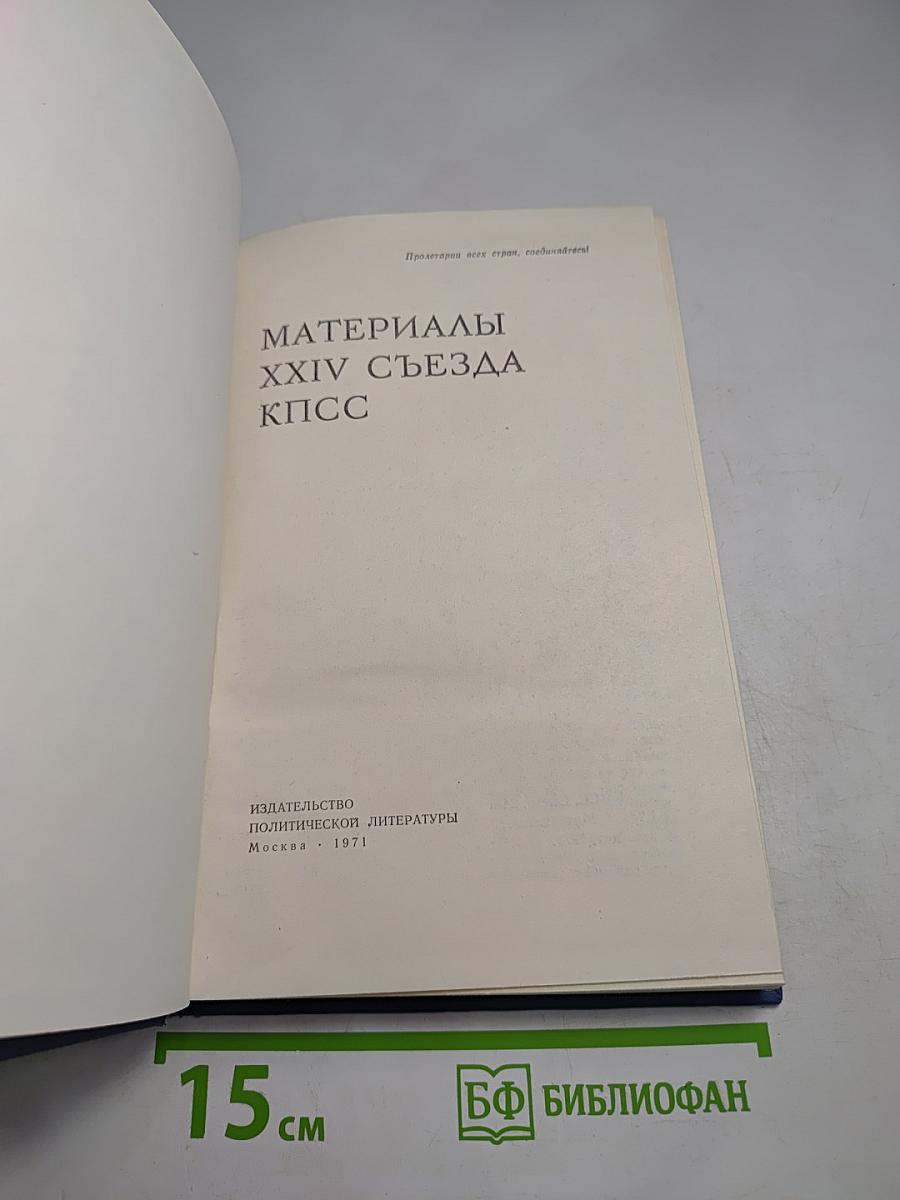 Пролетарии всех стран, соединяйтесь!
МАТЕРИАЛЫ
XXIV СЪЕЗДА
КПСС
ИЗДАТЕЛЬСТВО
ПОЛИТИЧЕСКОЙ ЛИТЕРАТУРЫ
Москва · 1971
15 см
БФ БИБЛИОФАН